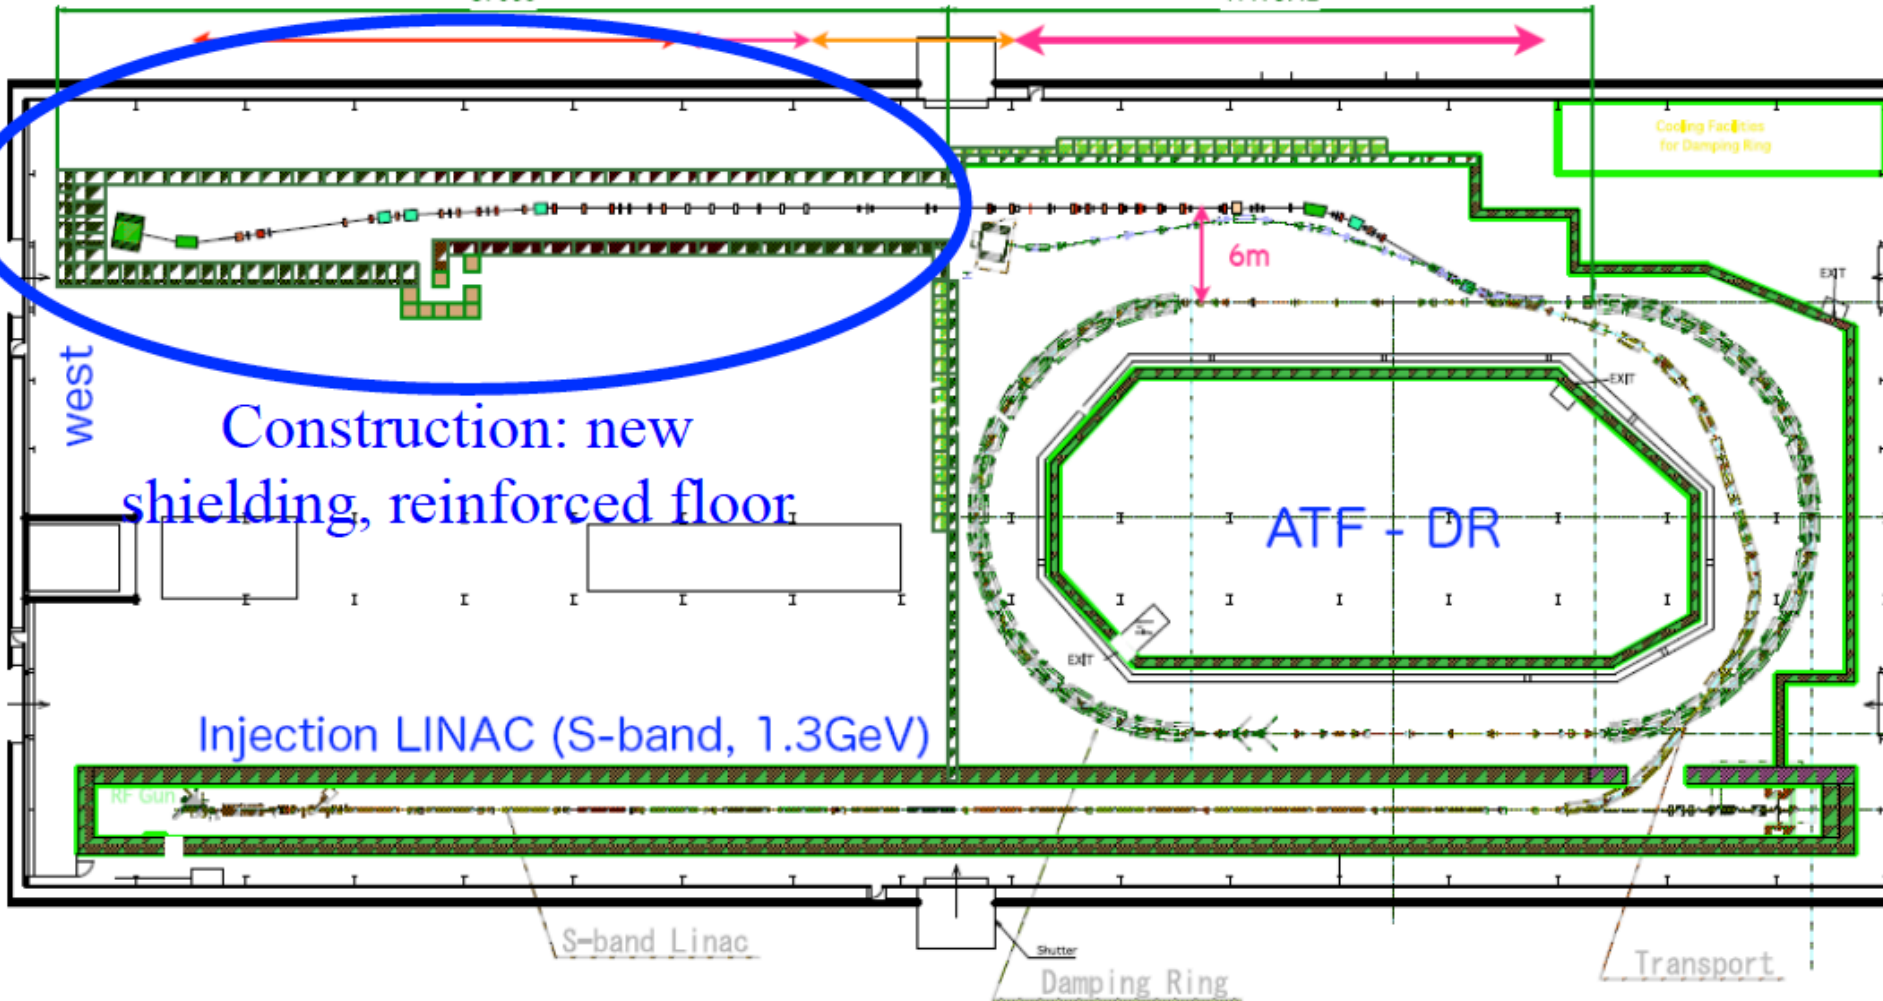 Cooling Facilities
for Damping Ring
6m
EXIT
west
EXIT
Construction: new
shielding, reinforced floor
ATF - DR
EXIT
Injection LINAC (S-band, 1.3GeV)
RF Gun
S-band Linac
Shutter
Transport
Damping Ring